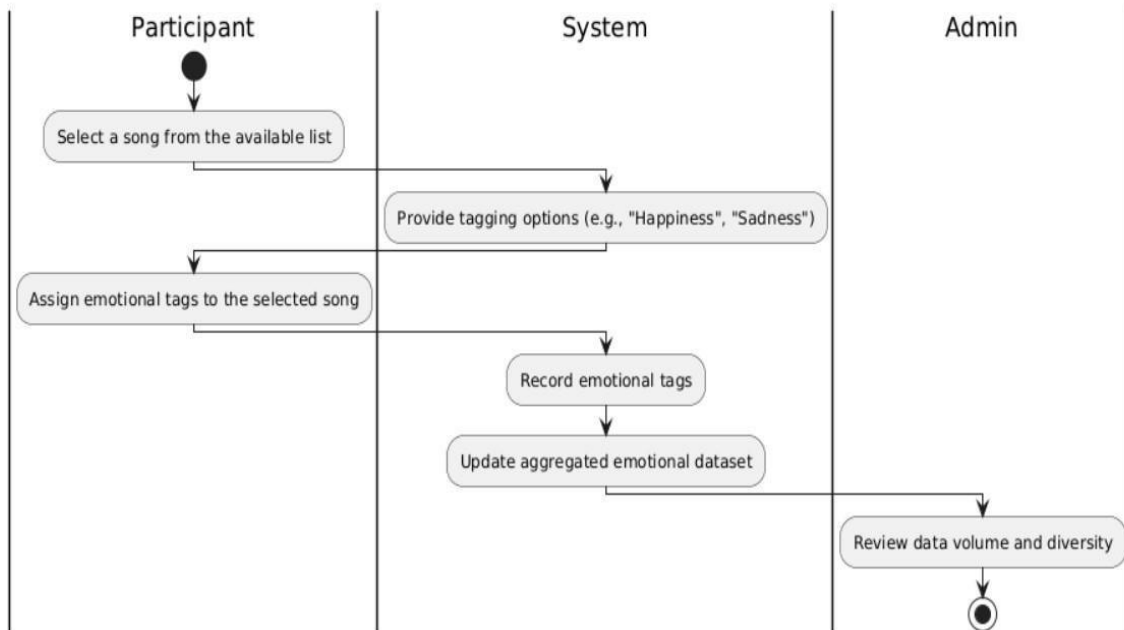 Participant
System
Admin
Select a song from the available list
Provide tagging options (e.g., "Happiness", "Sadness")
Assign emotional tags to the selected song
Record emotional tags
Update aggregated emotional dataset
Review data volume and diversity